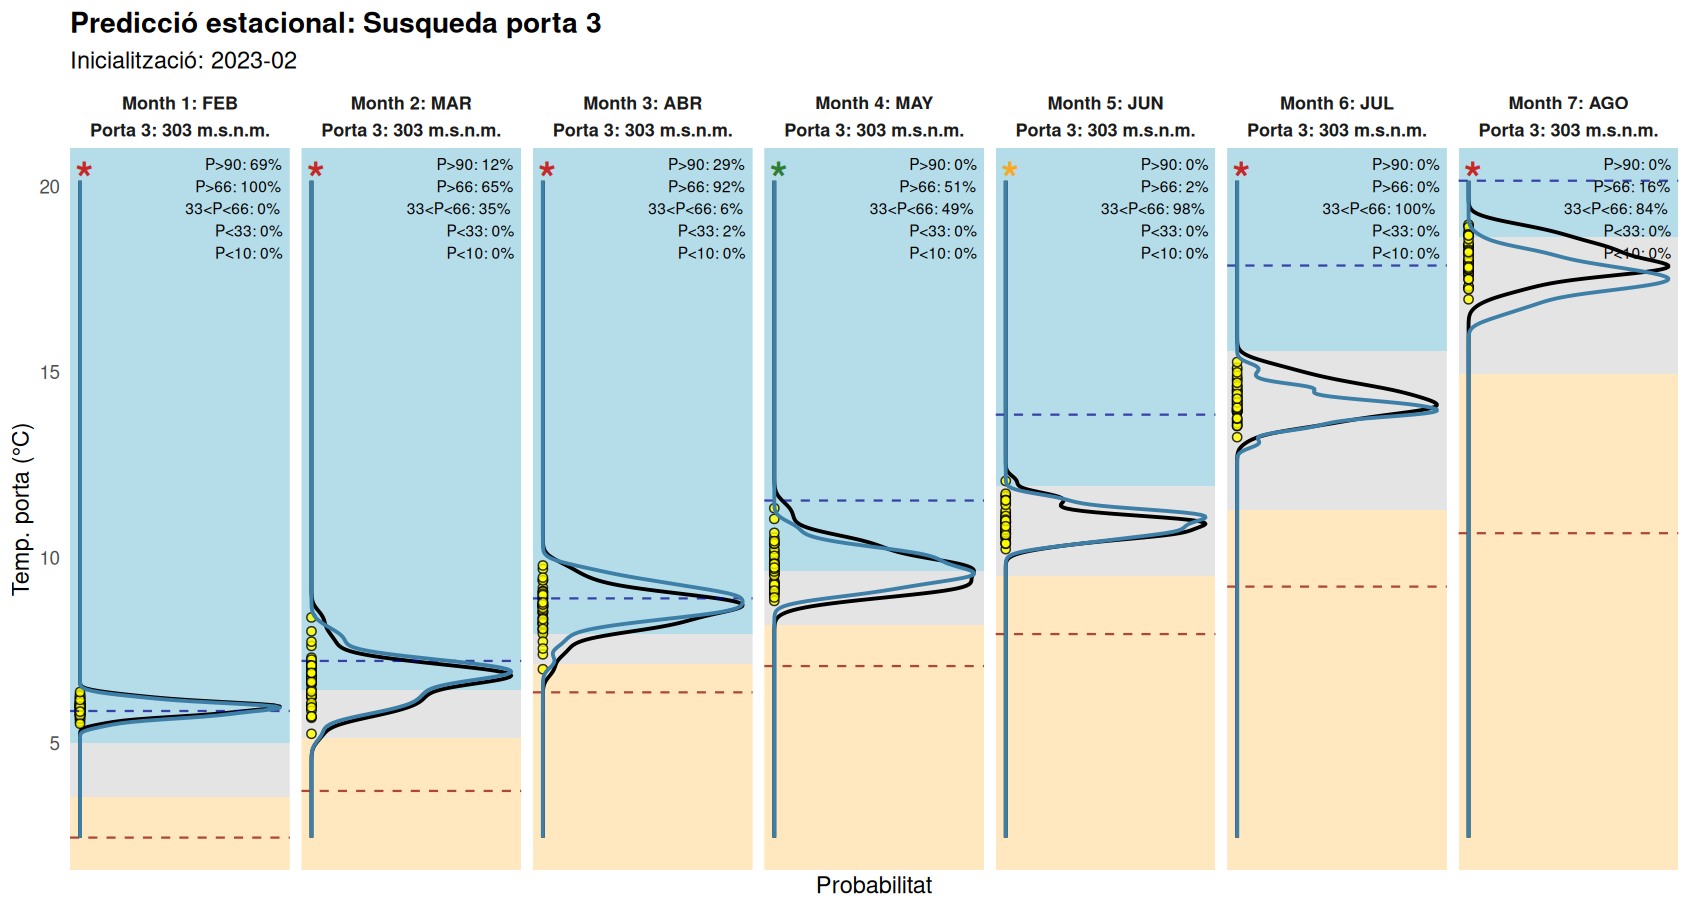 Predicció estacional: Susqueda porta 3
Inicialització: 2023-02
Month 1: FEB
Porta 3: 303 m.s.n.m.
Month 2: MAR
Porta 3: 303 m.s.n.m.
Month 3: ABR
Porta 3: 303 m.s.n.m.
Month 4: MAY
Porta 3: 303 m.s.n.m.
Month 5: JUN
Porta 3: 303 m.s.n.m.
Month 6: JUL
Porta 3: 303 m.s.n.m.
Month 7: AGO
Porta 3: 303 m.s.n.m.
*
P>90: 69%
P>66: 100%
33<P<66: 0%
P<33: 0%
P<10: 0%
*
P>90: 12%
P>66: 65%
33<P<66: 35%
P<33: 0%
P<10: 0%
*
P>90: 29%
P>66: 92%
33<P<66: 6%
P<33: 2%
P<10: 0%
*
P>90: 0%
P>66: 51%
33<P<66: 49%
P<33: 0%
P<10: 0%
*
P>90: 0%
P>66: 2%
33<P<66: 98%
P<33: 0%
P<10: 0%
*
P>90: 0%
P>66: 0%
33<P<66: 100%
P<33: 0%
P<10: 0%
*
P>90: 0%
P>66: 16%
33<P<66: 84%
P<33: 0%
P<10: 0%
20
15
10
5
Temp. porta (°C)
Probabilitat